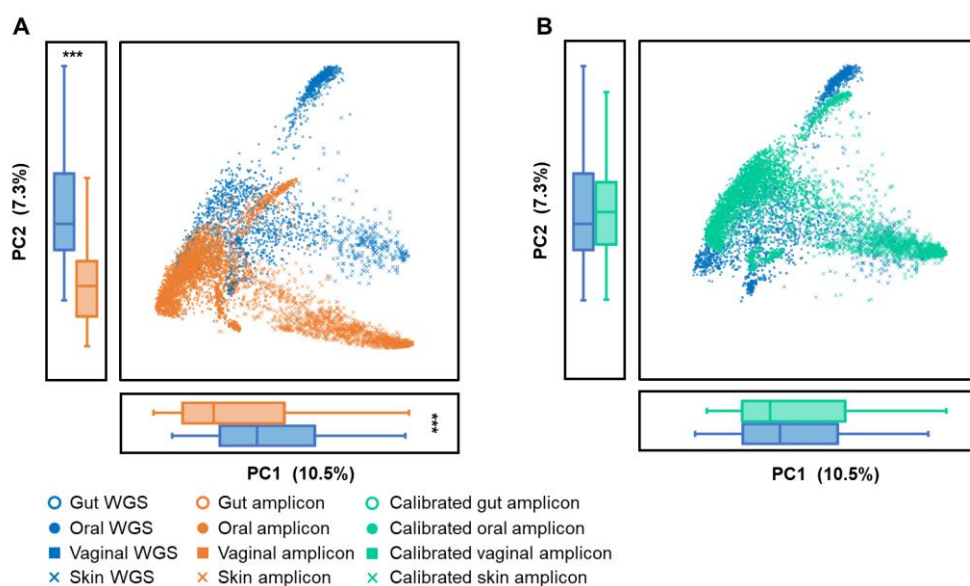 A
B
***
PC2 (7.3%)
PC2 (7.3%)
***
PC1 (10.5%)
PC1 (10.5%)
Gut WGS
Gut amplicon
Calibrated gut amplicon
Oral WGS
Oral amplicon
Calibrated oral amplicon
Vaginal WGS
Vaginal amplicon
Calibrated vaginal amplicon
Skin WGS
Skin amplicon
Calibrated skin amplicon